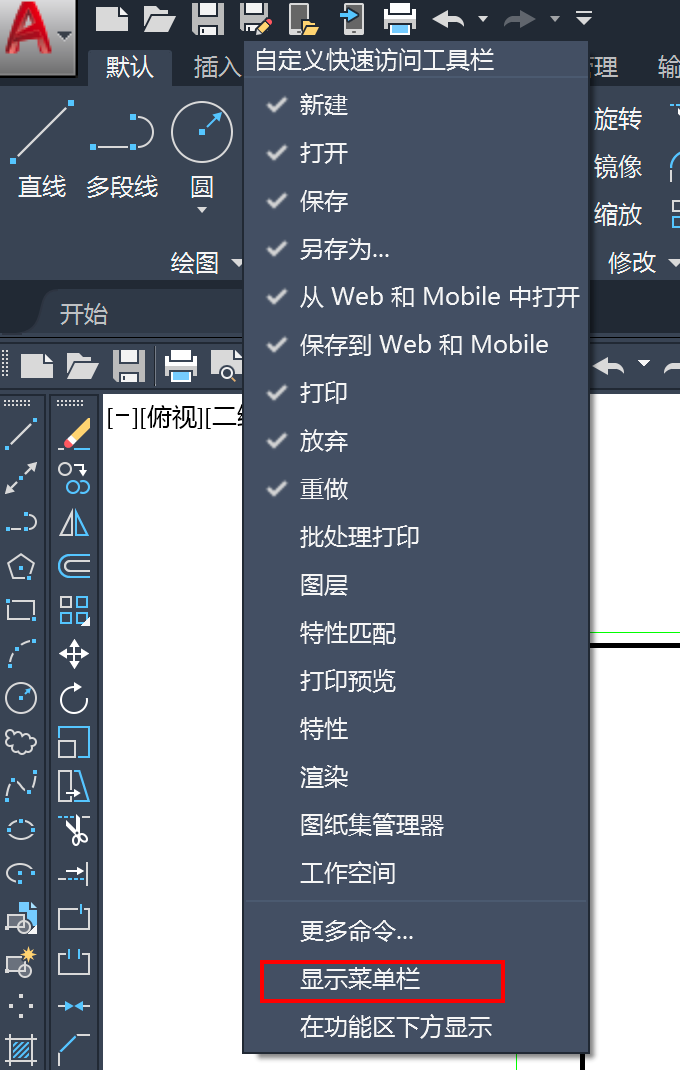 默认
插入
自定义快速访问工具栏
管理
输
新建
打开
保存
另存为...
从 Web 和 Mobile 中打开
保存到 Web 和 Mobile
打印
放弃
重做
批处理打印
图层
特性匹配
打印预览
特性
渲染
图纸集管理器
工作空间
更多命令...
显示菜单栏
在功能区下方显示
直线
多段线
圆
绘图
旋转
镜像
缩放
修改
开始
[−][俯视][二